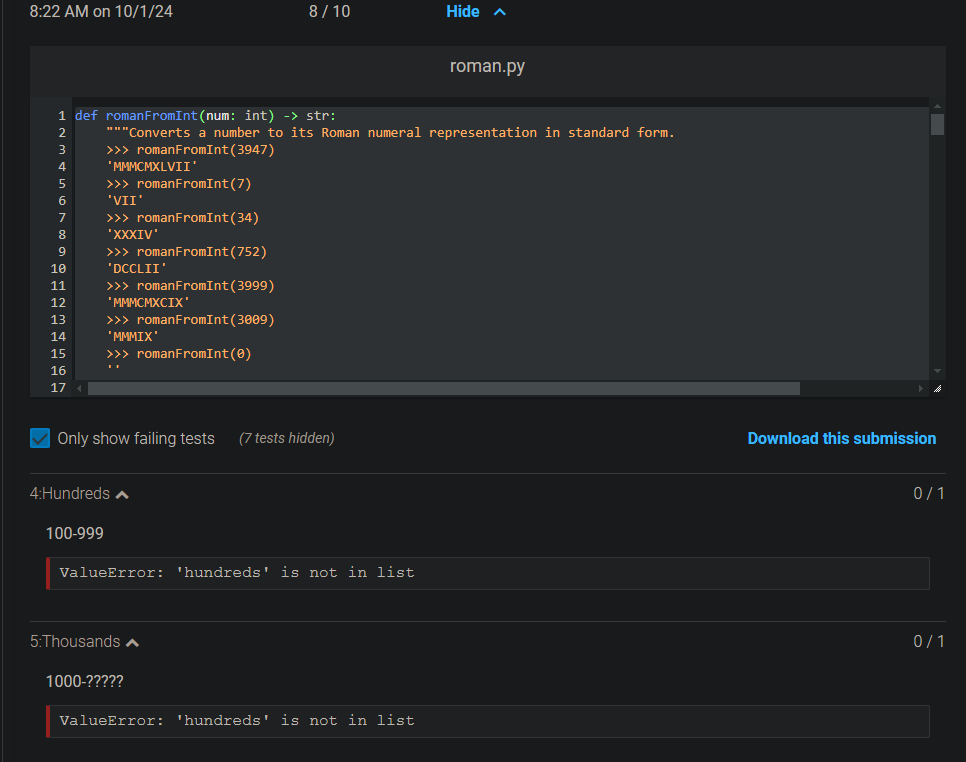 8:22 AM on 10/1/24 8 / 10 Hide
roman.py
1 def romanFromInt(num: int) -> str:
2 """Converts a number to its Roman numeral representation in standard form.
3 >>> romanFromInt(3947)
4 'MMMCMXLVII'
5 >>> romanFromInt(7)
6 'VII'
7 >>> romanFromInt(34)
8 'XXXIV'
9 >>> romanFromInt(752)
10 'DCCLII'
11 >>> romanFromInt(3999)
12 'MMMCMXCIX'
13 >>> romanFromInt(3009)
14 'MMMIX'
15 >>> romanFromInt(0)
16 ''
17
Only show failing tests (7 tests hidden) Download this submission
4:Hundreds 0 / 1
100-999
ValueError: 'hundreds' is not in list
5:Thousands 0 / 1
1000-?????
ValueError: 'hundreds' is not in list